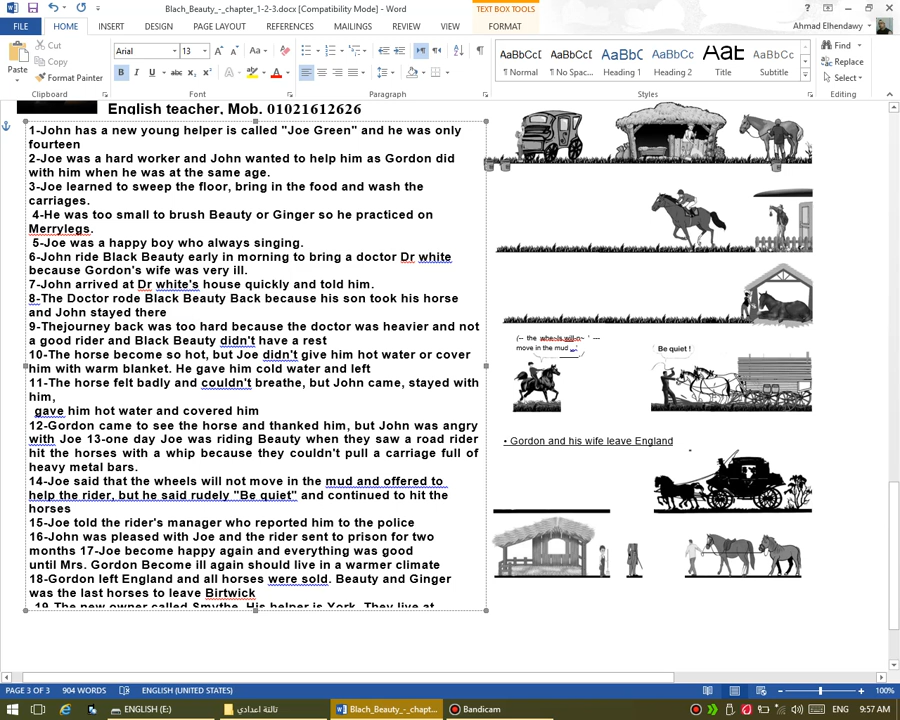 Blach_Beauty_-_chapter_1-2-3.docx [Compatibility Mode] - Word
TEXT BOX TOOLS
FILE HOME INSERT DESIGN PAGE LAYOUT REFERENCES MAILINGS REVIEW VIEW FORMAT
Ahmad Elhendawy
Cut
Copy
Format Painter
Paste
Arial 13
AaBbCcDc AaBbCcDc AaBbC AaBbCc AaBt AaBbCc
¶ Normal ¶ No Spac... Heading 1 Heading 2 Title Subtitle
Find
Replace
Select
Clipboard Font Paragraph Styles Editing
English teacher, Mob. 01021612626
1-John has a new young helper is called "Joe Green" and he was only
fourteen
2-Joe was a hard worker and John wanted to help him as Gordon did
with him when he was at the same age.
3-Joe learned to sweep the floor, bring in the food and wash the
carriages.
4-He was too small to brush Beauty or Ginger so he practiced on
Merrylegs.
5-Joe was a happy boy who always singing.
6-John ride Black Beauty early in morning to bring a doctor Dr white
because Gordon's wife was very ill.
7-John arrived at Dr white's house quickly and told him.
8-The Doctor rode Black Beauty Back because his son took his horse
and John stayed there
9-Thejourney back was too hard because the doctor was heavier and not
a good rider and Black Beauty didn't have a rest
10-The horse become so hot, but Joe didn't give him hot water or cover
him with warm blanket. He gave him cold water and left
11-The horse felt badly and couldn't breathe, but John came, stayed with
him,
gave him hot water and covered him
12-Gordon came to see the horse and thanked him, but John was angry
with Joe 13-one day Joe was riding Beauty when they saw a road rider
hit the horses with a whip because they couldn't pull a carriage full of
heavy metal bars.
14-Joe said that the wheels will not move in the mud and offered to
help the rider, but he said rudely "Be quiet" and continued to hit the
horses
15-Joe told the rider's manager who reported him to the police
16-John was pleased with Joe and the rider sent to prison for two
months 17-Joe become happy again and everything was good
until Mrs. Gordon Become ill again should live in a warmer climate
18-Gordon left England and all horses were sold. Beauty and Ginger
was the last horses to leave Birtwick
19-The new owner called Smythe. His helper is York. They live at
the
move in the mud
Be quiet !
• Gordon and his wife leave England
PAGE 3 OF 3 904 WORDS ENGLISH (UNITED STATES) 100%
ENGLISH (E:) تالتة اعدادي Blach_Beauty_-_chapt... Bandicam ENG 9:57 AM